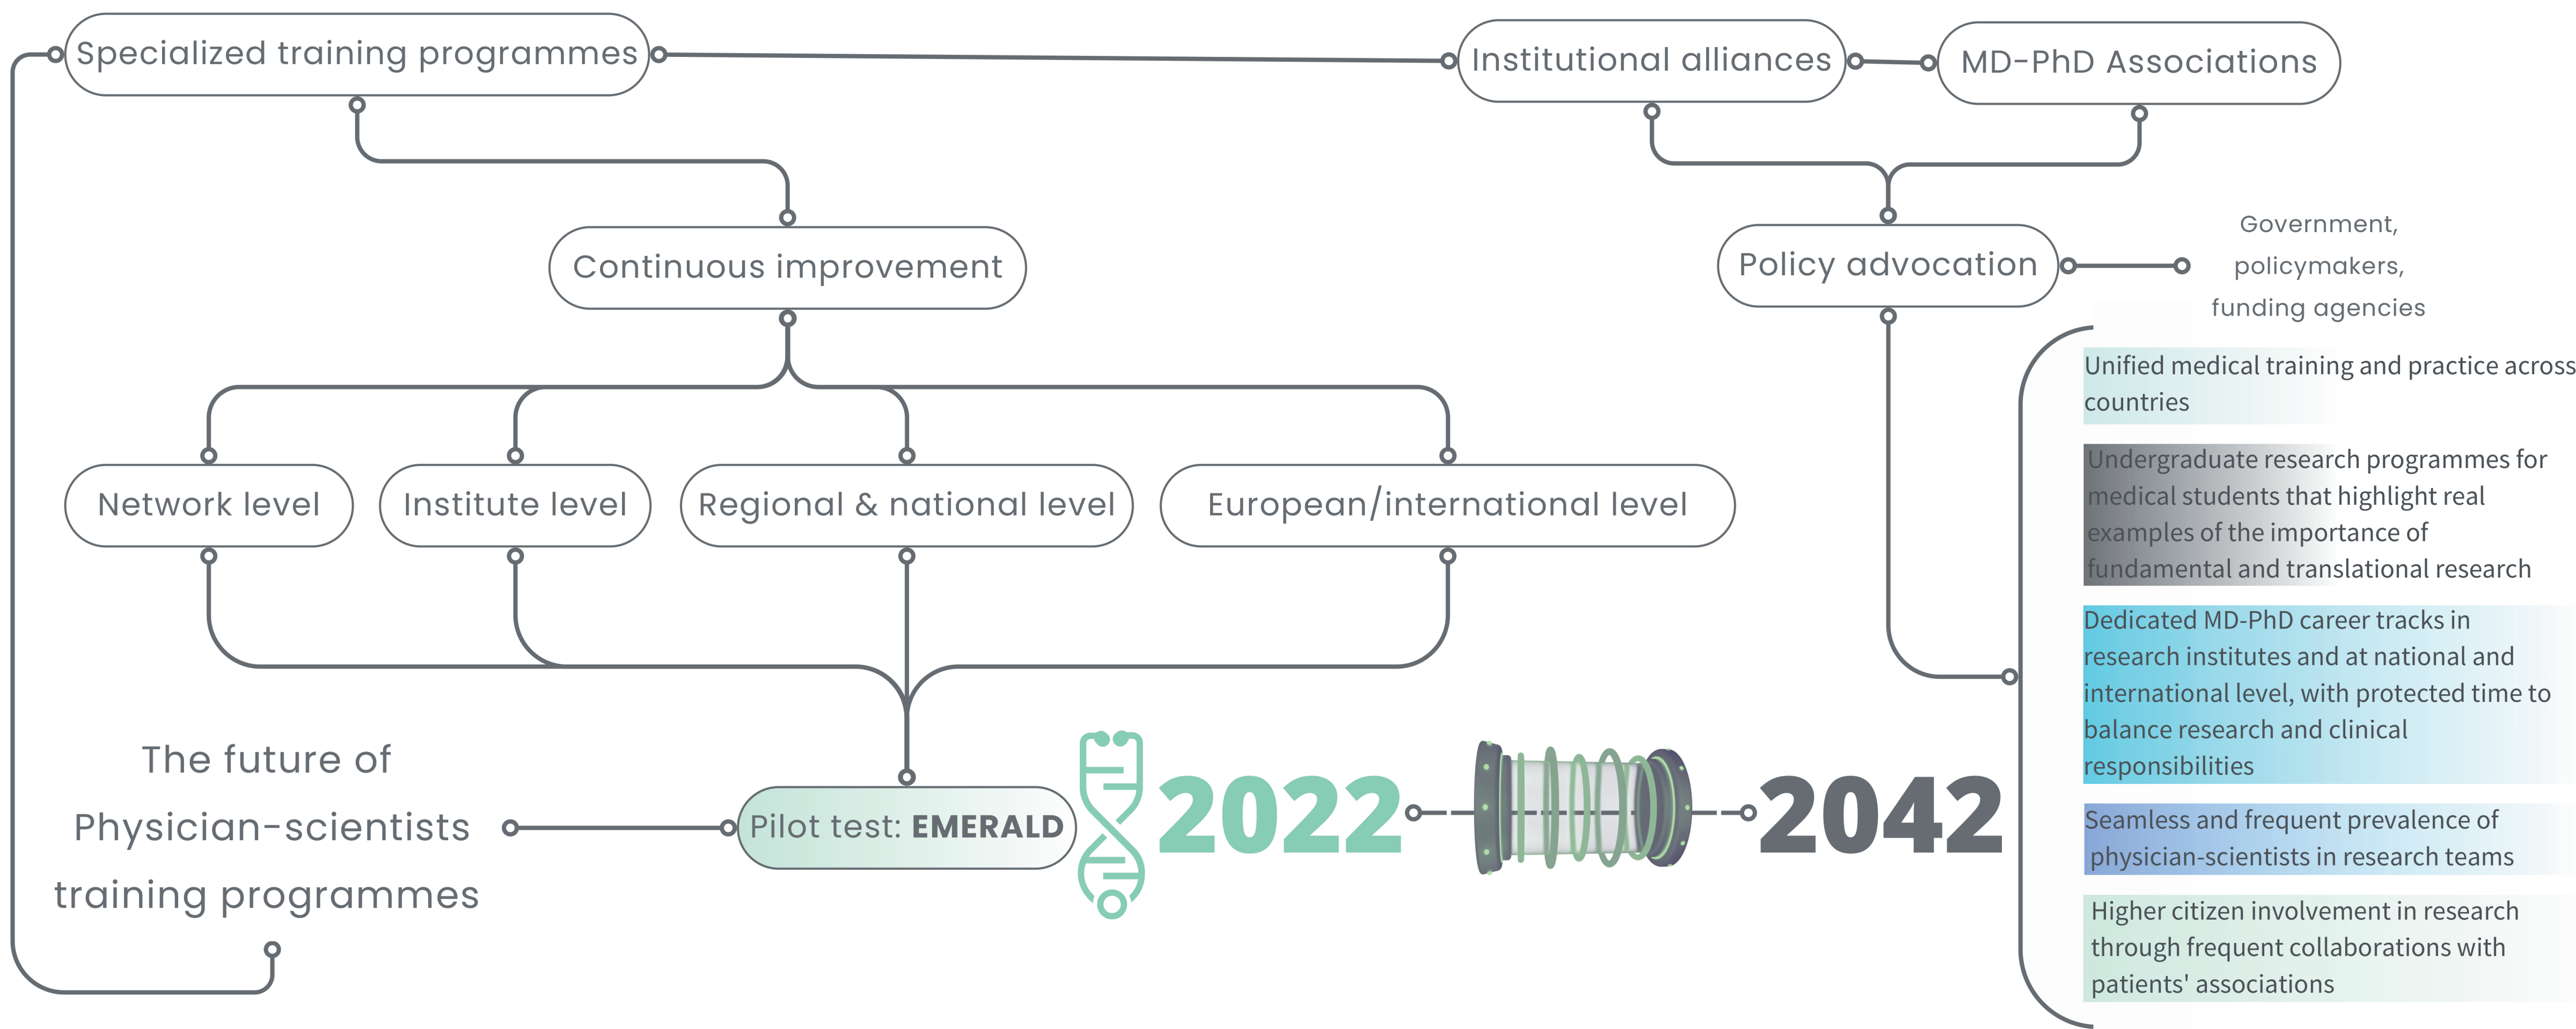 Specialized training programmes
Institutional alliances
MD-PhD Associations
Continuous improvement
Policy advocation
Government,
policymakers,
funding agencies
Network level
Institute level
Regional & national level
European/international level
The future of
Physician-scientists
training programmes
Pilot test: EMERALD
2022
2042
Unified medical training and practice across
countries
Undergraduate research programmes for
medical students that highlight real
examples of the importance of
fundamental and translational research
Dedicated MD-PhD career tracks in
research institutes and at national and
international level, with protected time to
balance research and clinical
responsibilities
Seamless and frequent prevalence of
physician-scientists in research teams
Higher citizen involvement in research
through frequent collaborations with
patients' associations